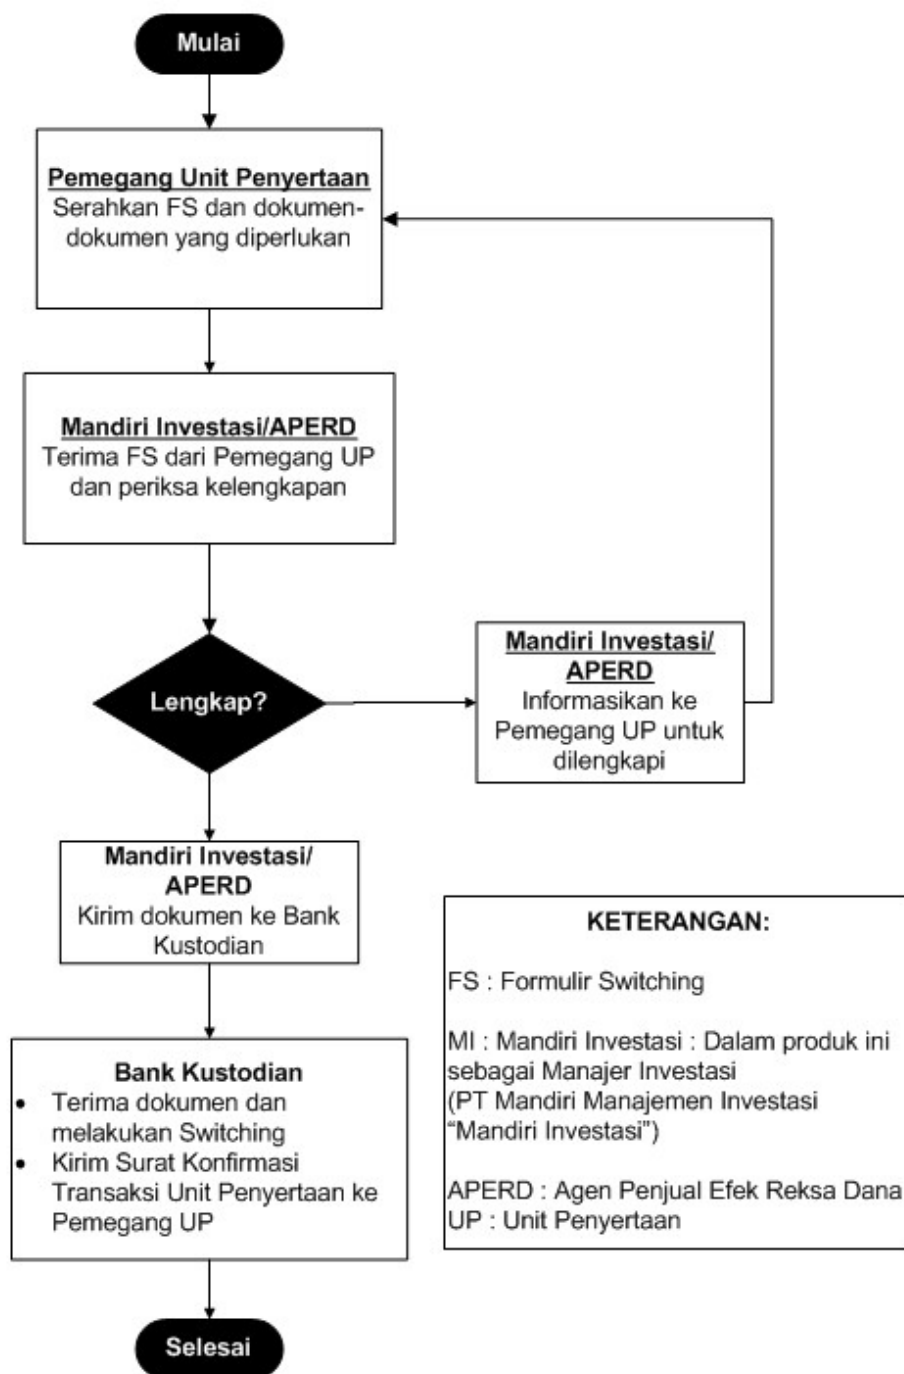 Mulai
Pemegang Unit Penyertaan
Serahkan FS dan dokumen-
dokumen yang diperlukan
Mandiri Investasi/APERD
Terima FS dari Pemegang UP
dan periksa kelengkapan
Lengkap?
Mandiri Investasi/
APERD
Informasikan ke
Pemegang UP untuk
dilengkapi
Mandiri Investasi/
APERD
Kirim dokumen ke Bank
Kustodian
Bank Kustodian
• Terima dokumen dan
melakukan Switching
• Kirim Surat Konfirmasi
Transaksi Unit Penyertaan ke
Pemegang UP
Selesai
KETERANGAN:
FS : Formulir Switching
MI : Mandiri Investasi : Dalam produk ini
sebagai Manajer Investasi
(PT Mandiri Manajemen Investasi
“Mandiri Investasi”)
APERD : Agen Penjual Efek Reksa Dana
UP : Unit Penyertaan